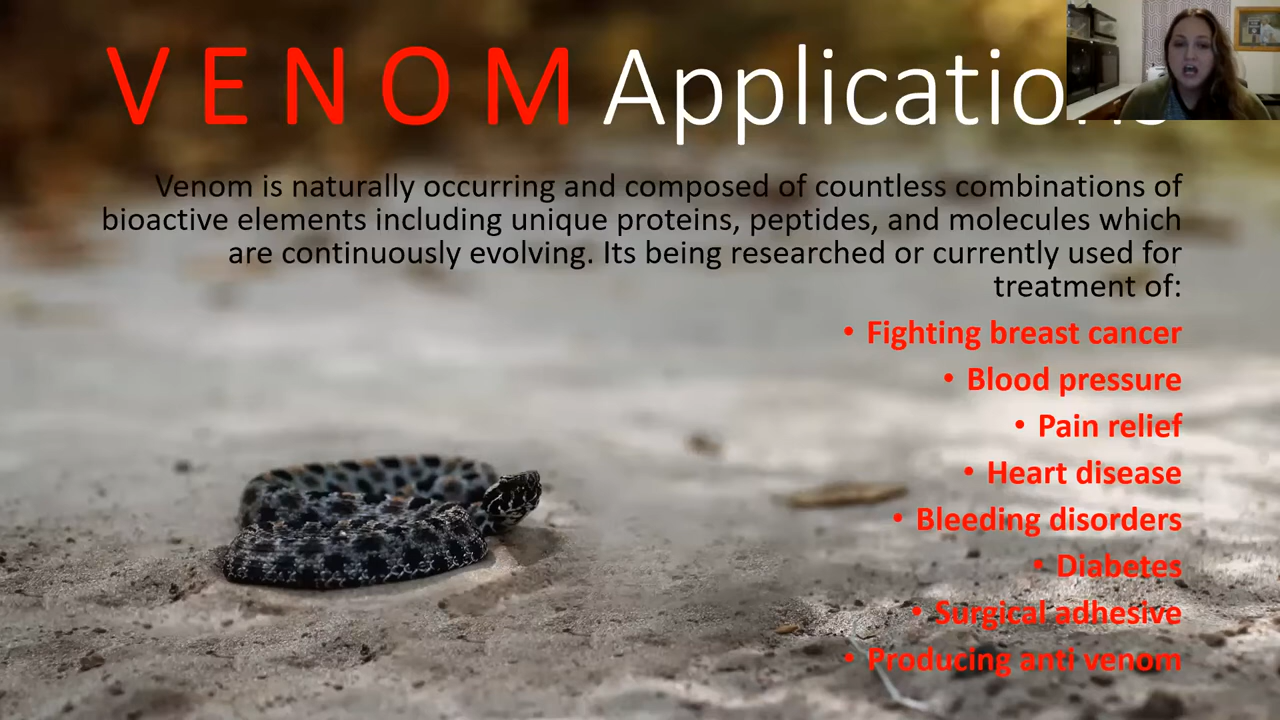 VENOM Applications
Venom is naturally occurring and composed of countless combinations of
bioactive elements including unique proteins, peptides, and molecules which
are continuously evolving. Its being researched or currently used for
treatment of:
• Fighting breast cancer
• Blood pressure
• Pain relief
• Heart disease
• Bleeding disorders
• Diabetes
• Surgical adhesive
• Producing anti venom